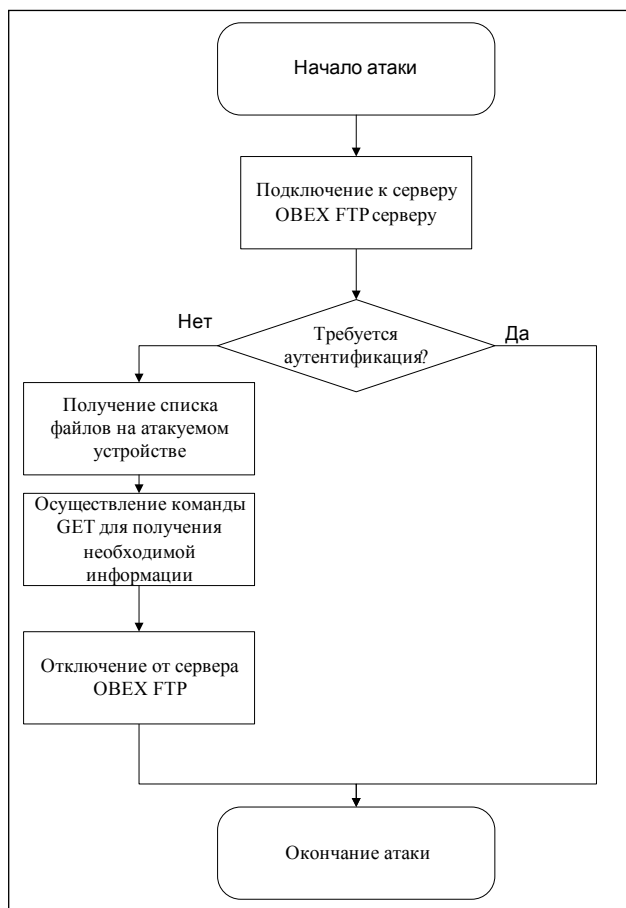 Начало атаки
Подключение к серверу
OBEX FTP серверу
Требуется
аутентификация?
Нет
Да
Получение списка
файлов на атакуемом
устройстве
Осуществление команды
GET для получения
необходимой
информации
Отключение от сервера
OBEX FTP
Окончание атаки